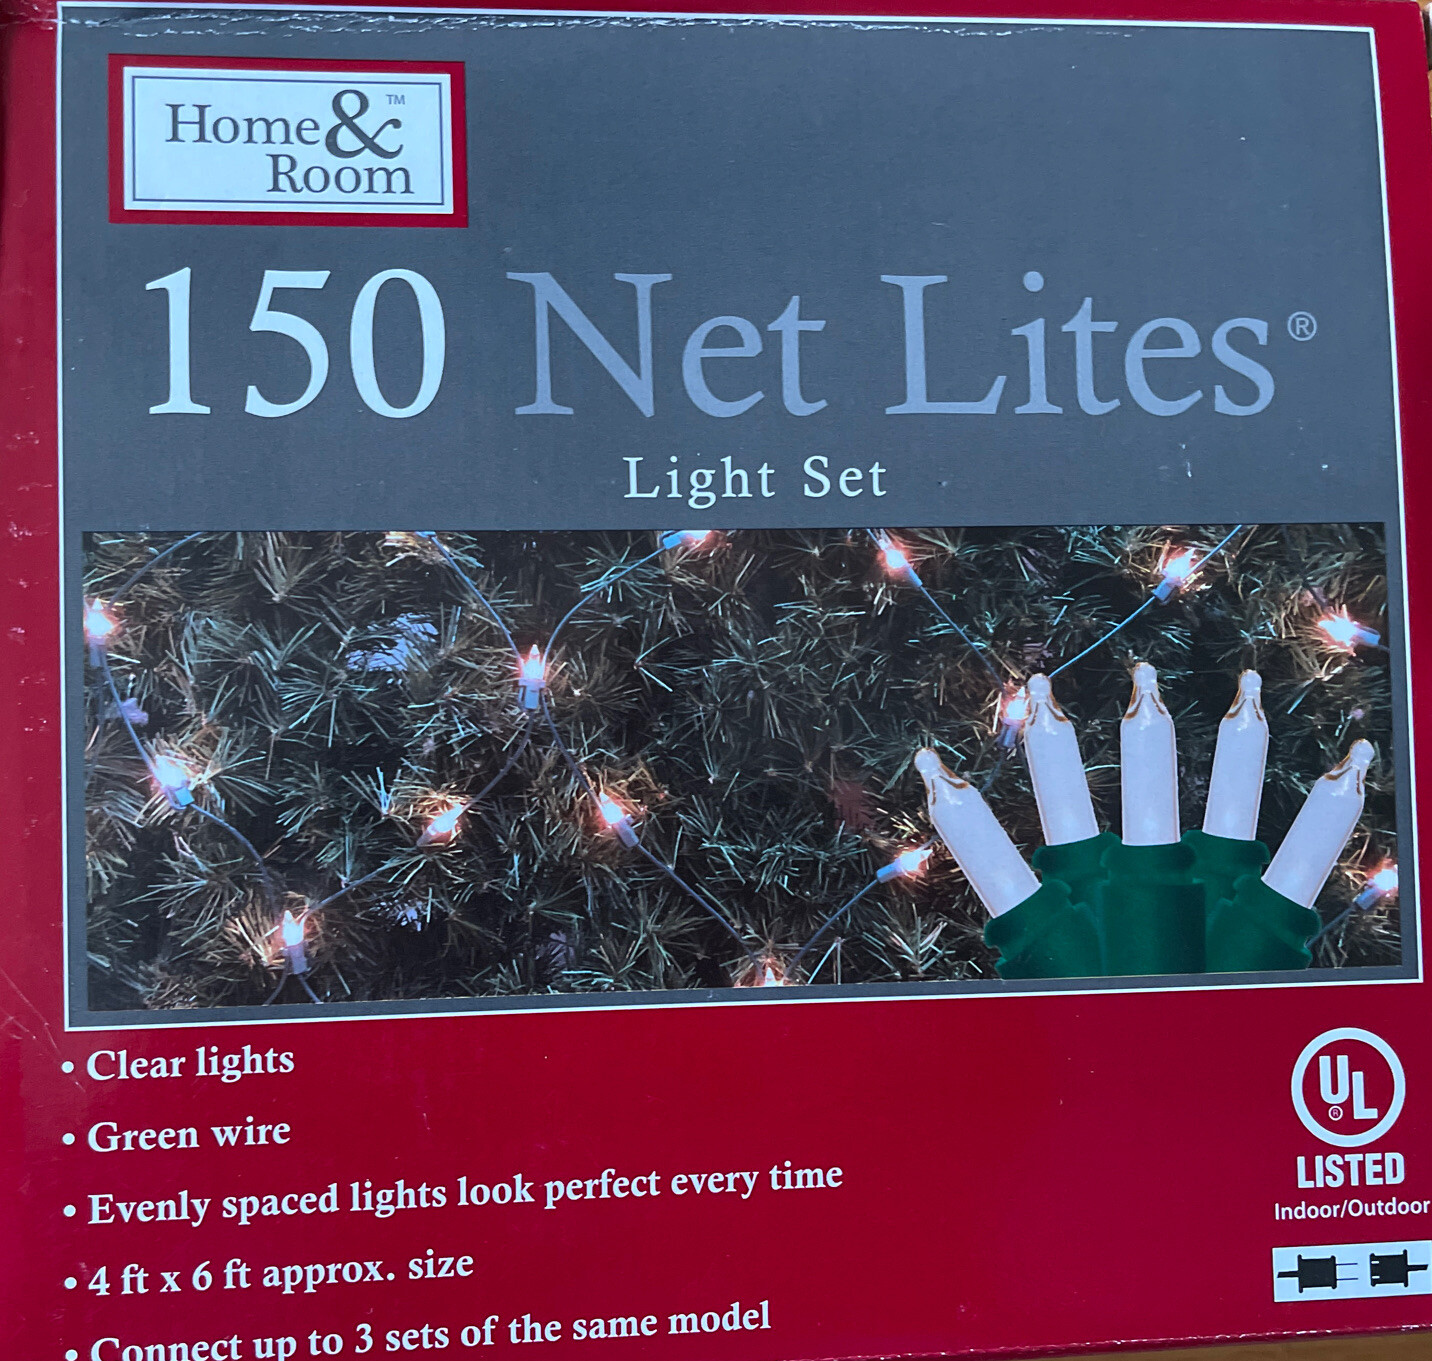 Home &™
Room
150 Net Lites®
Light Set
• Clear lights
• Green wire
• Evenly spaced lights look perfect every time
• 4 ft x 6 ft approx. size
• Connect up to 3 sets of the same model
UL®
LISTED
Indoor/Outdoor